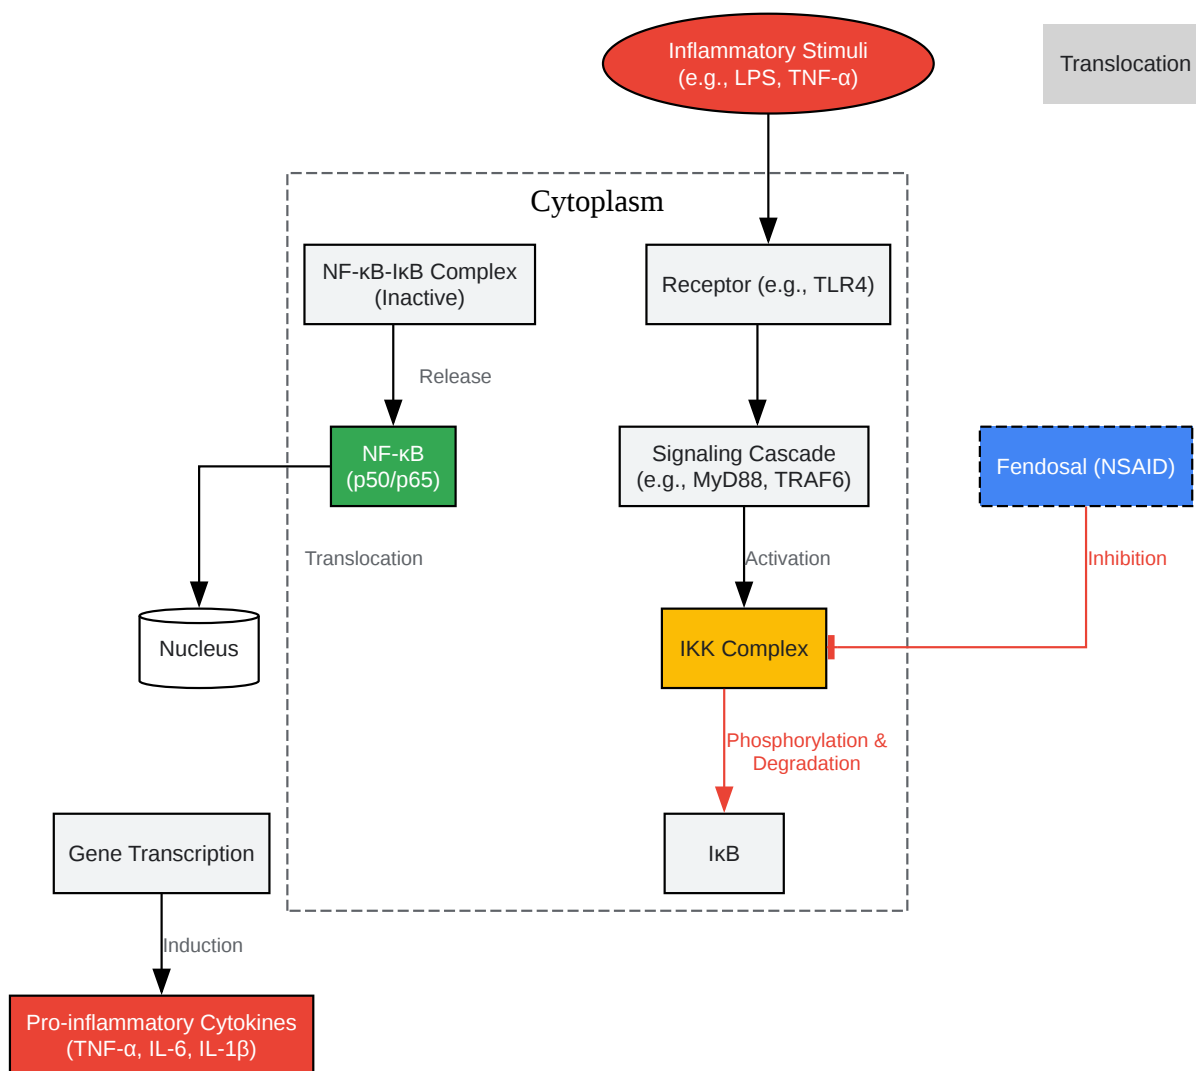 Inflammatory Stimuli
(e.g., LPS, TNF-α)
Translocation
Cytoplasm
NF-κB-IκB Complex
(Inactive)
Receptor (e.g., TLR4)
Release
NF-κB
(p50/p65)
Signaling Cascade
(e.g., MyD88, TRAF6)
Fendosal (NSAID)
Translocation
Activation
Inhibition
Nucleus
IKK Complex
Phosphorylation &
Degradation
Gene Transcription
IκB
Induction
Pro-inflammatory Cytokines
(TNF-α, IL-6, IL-1β)